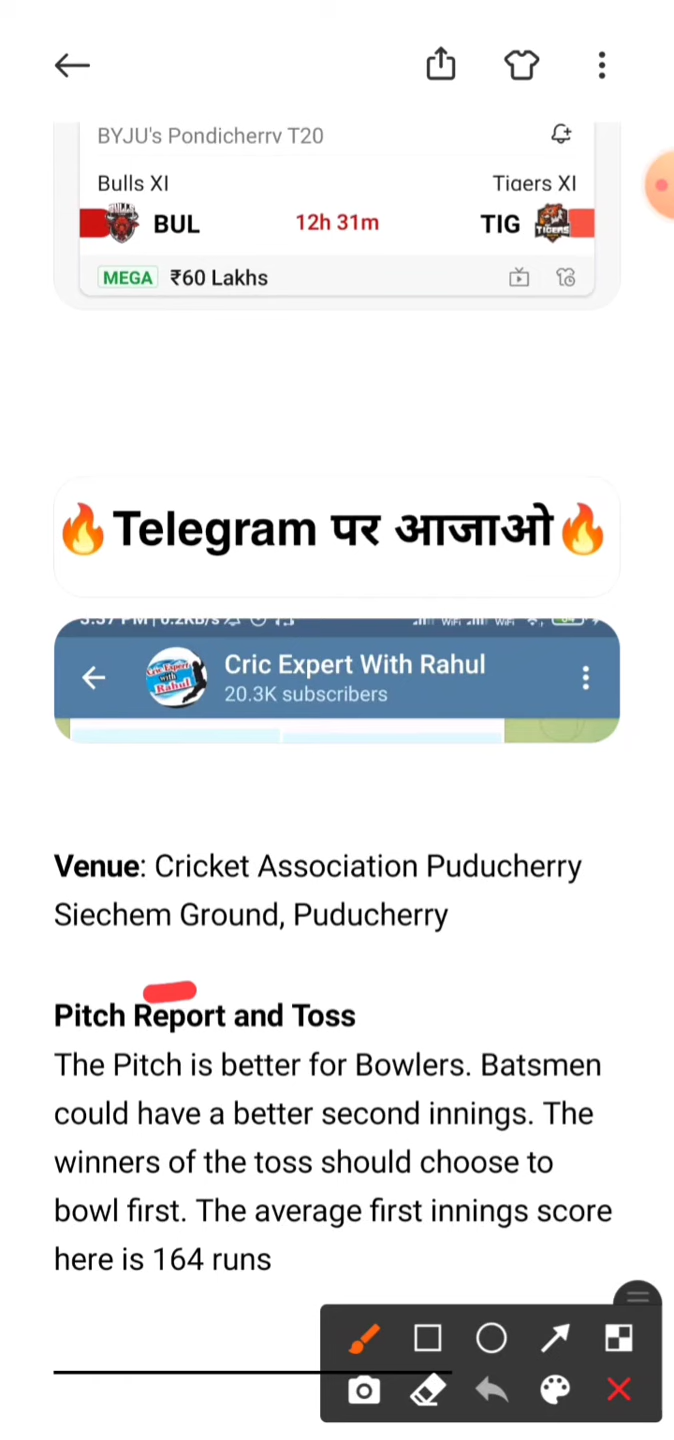 BYJU's Pondicherry T20
Bulls XI Tigers XI
BUL 12h 31m TIG
MEGA ₹60 Lakhs
🔥Telegram पर आजाओ🔥
Cric Expert With Rahul
20.3K subscribers
Venue: Cricket Association Puducherry
Siechem Ground, Puducherry
Pitch Report and Toss
The Pitch is better for Bowlers. Batsmen
could have a better second innings. The
winners of the toss should choose to
bowl first. The average first innings score
here is 164 runs